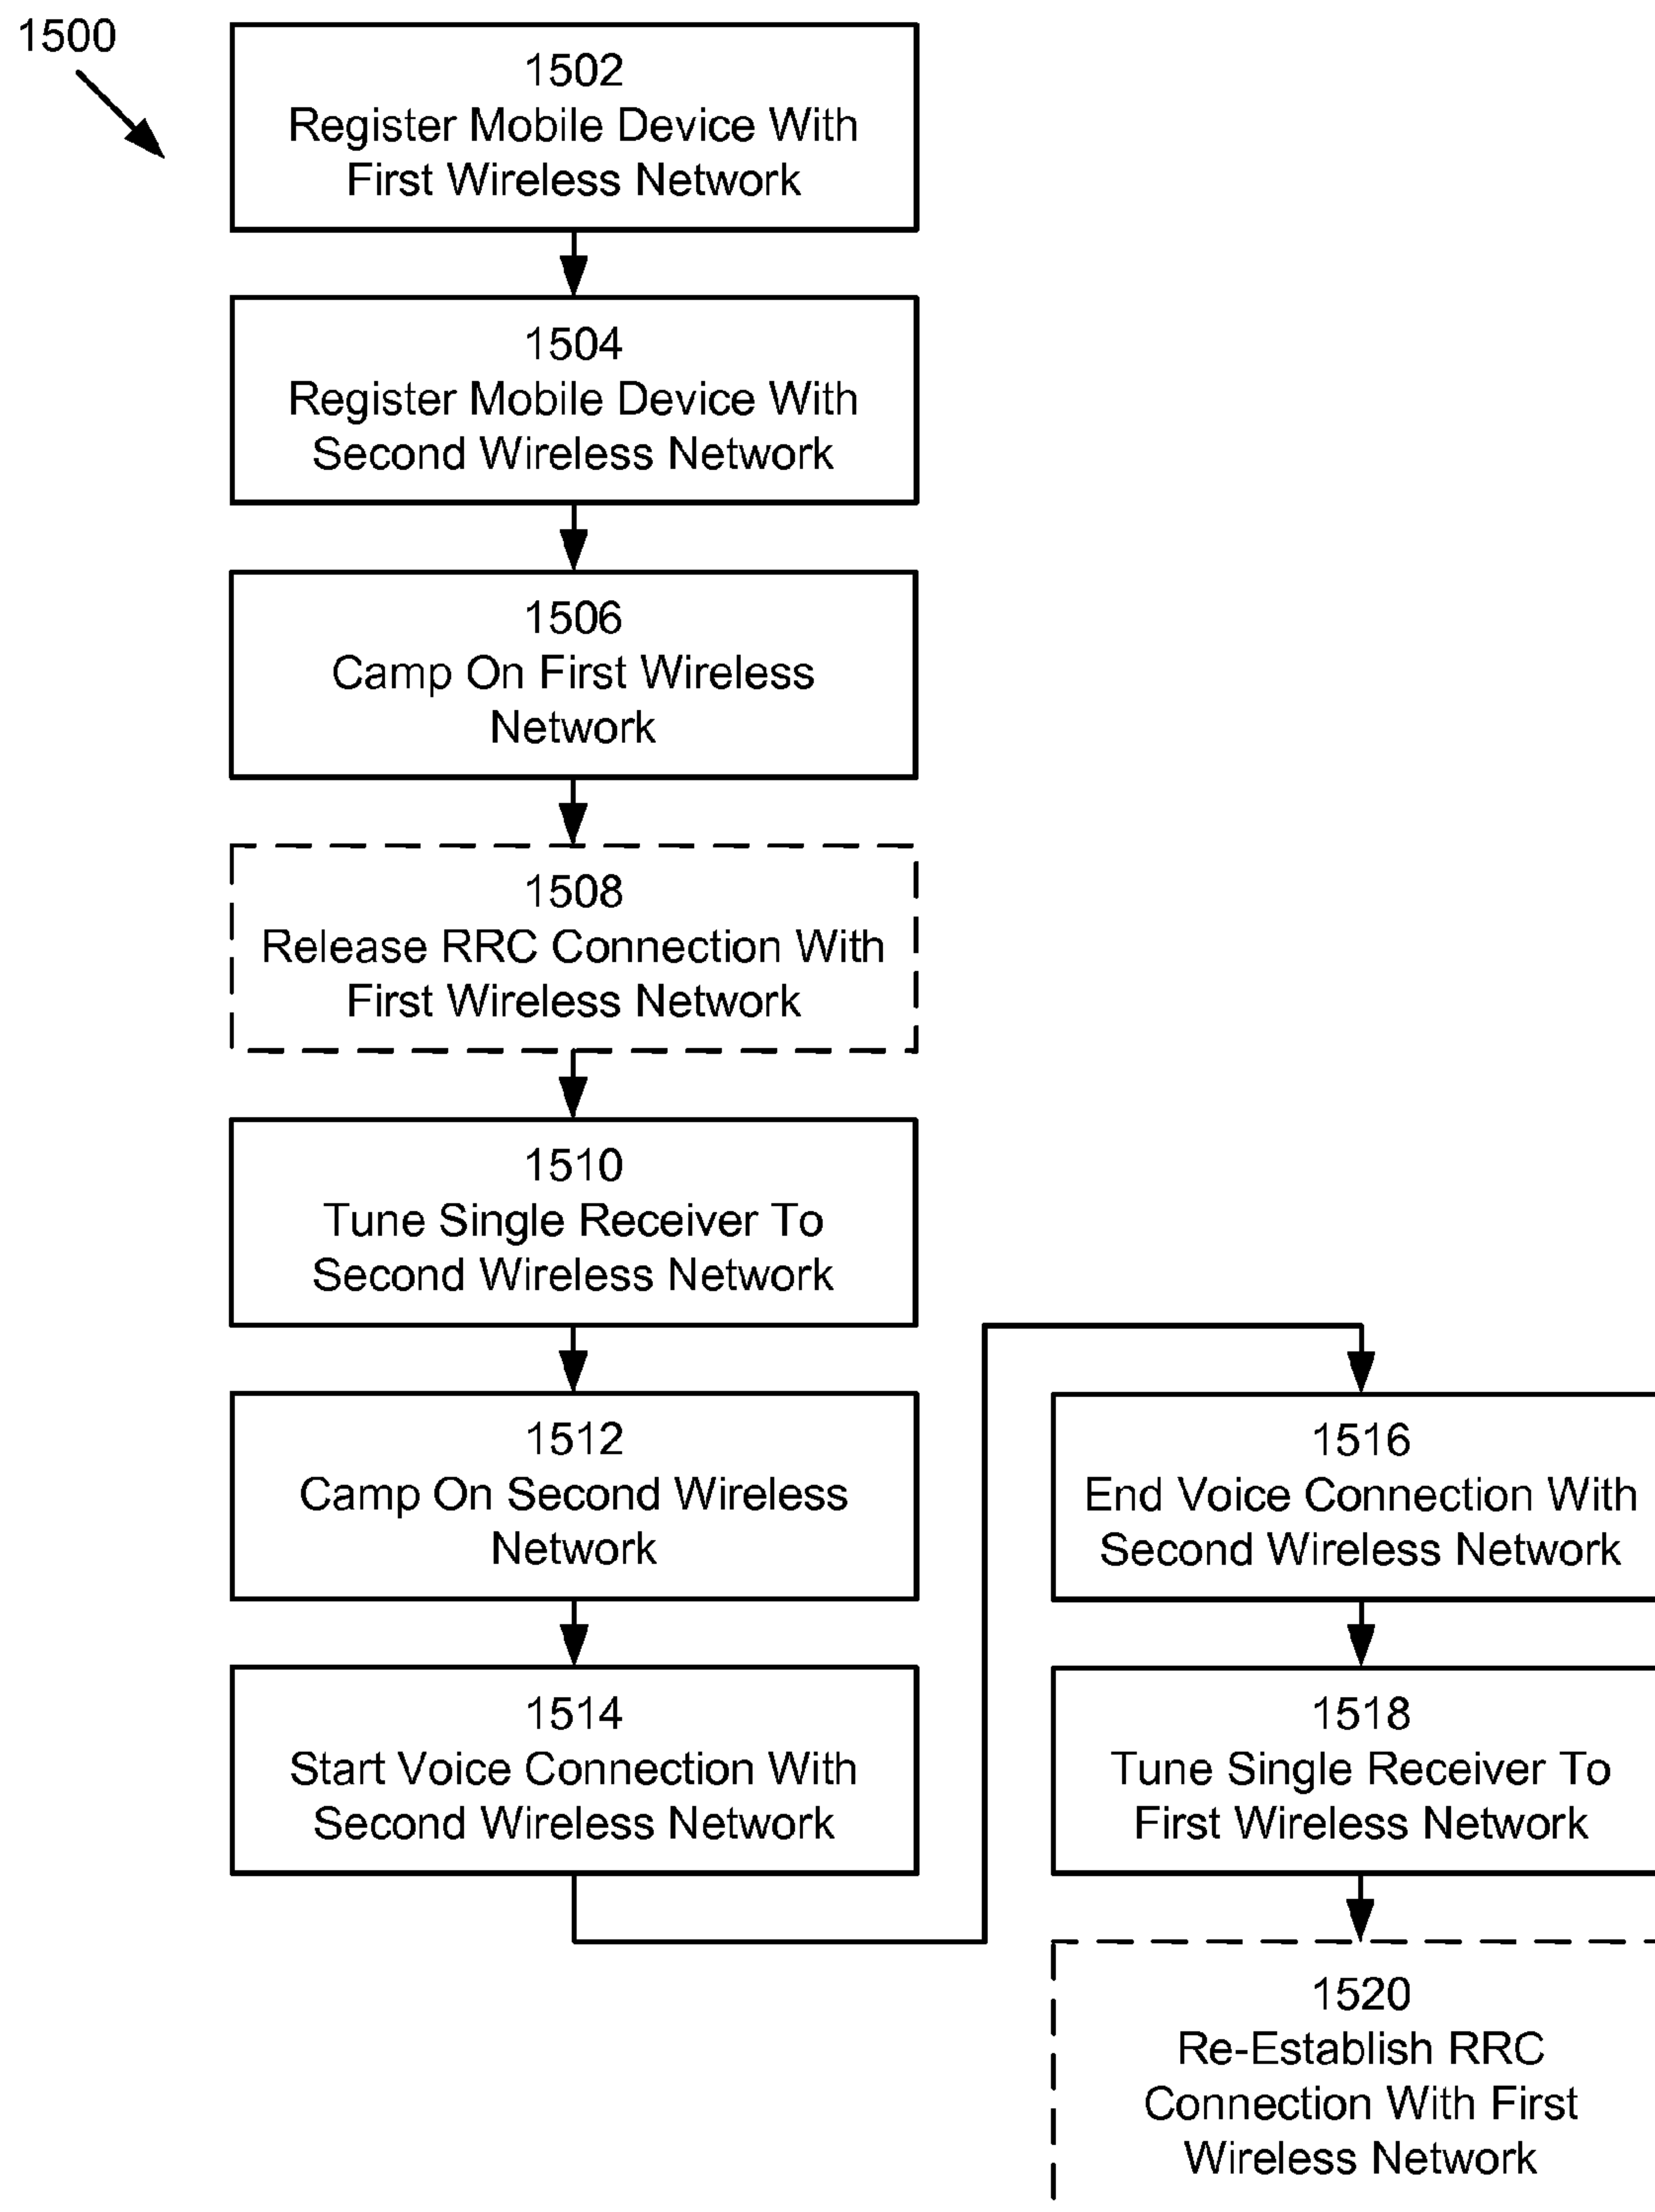 1500
1502
Register Mobile Device With
First Wireless Network
1504
Register Mobile Device With
Second Wireless Network
1506
Camp On First Wireless
Network
1508
Release RRC Connection With
First Wireless Network
1510
Tune Single Receiver To
Second Wireless Network
1512
Camp On Second Wireless
Network
1514
Start Voice Connection With
Second Wireless Network
1516
End Voice Connection With
Second Wireless Network
1518
Tune Single Receiver To
First Wireless Network
1520
Re-Establish RRC
Connection With First
Wireless Network